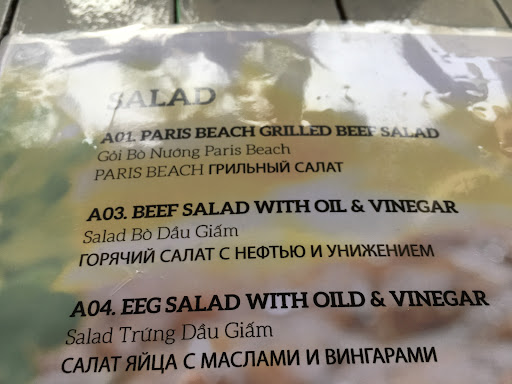 SALAD
A01. PARIS BEACH GRILLED BEEF SALAD
Gỏi Bò Nướng Paris Beach
PARIS BEACH ГРИЛЬНЫЙ САЛАТ
A03. BEEF SALAD WITH OIL & VINEGAR
Salad Bò Dầu Giấm
ГОРЯЧИЙ САЛАТ С НЕФТЬЮ И УНИЖЕНИЕМ
A04. EEG SALAD WITH OILD & VINEGAR
Salad Trứng Dầu Giấm
САЛАТ ЯЙЦА С МАСЛАМИ И ВИНГАРАМИ